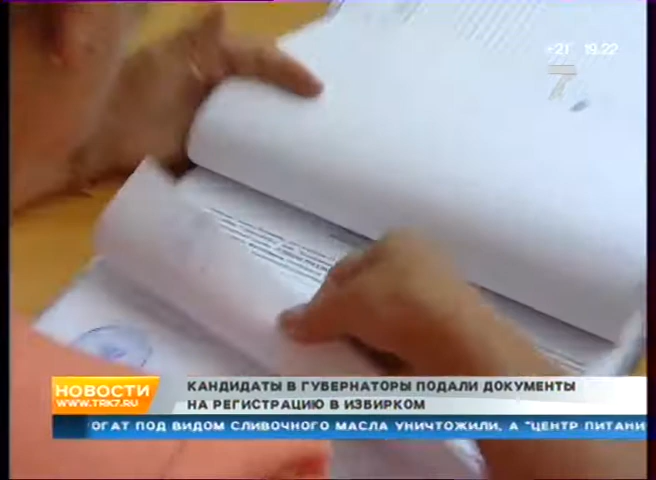 +21 19.22
7
НОВОСТИ
WWW.TRK7.RU
КАНДИДАТЫ В ГУБЕРНАТОРЫ ПОДАЛИ ДОКУМЕНТЫ
НА РЕГИСТРАЦИЮ В ИЗБИРКОМ
ОГАТ ПОД ВИДОМ СЛИВОЧНОГО МАСЛА УНИЧТОЖИЛИ, А "ЦЕНТР ПИТАНИ